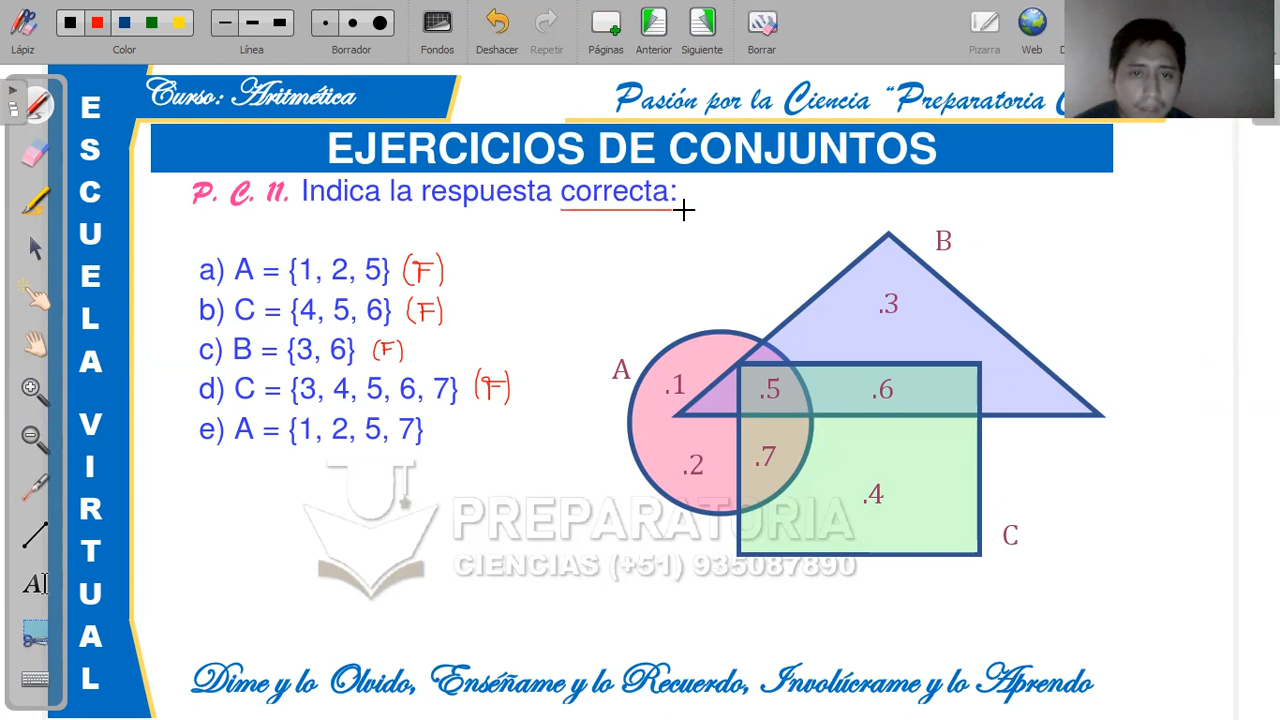 Lápiz
Color
Línea
Borrador
Fondos
Deshacer
Repetir
Páginas
Anterior
Siguiente
Borrar
Pizarra
Web
ESCUELA VIRTUAL
Curso: Aritmética
Pasión por la Ciencia “Preparatoria
EJERCICIOS DE CONJUNTOS
P. C. N. Indica la respuesta correcta:
a) A = {1, 2, 5} (F)
b) C = {4, 5, 6} (F)
c) B = {3, 6} (F)
d) C = {3, 4, 5, 6, 7} (F)
e) A = {1, 2, 5, 7}
B
.3
A
.1
.5
.6
.2
.7
.4
C
PREPARATORIA
CIENCIAS (+51) 935087890
Dime y lo Olvido, Enséñame y lo Recuerdo, Involúcrame y lo Aprendo
AI